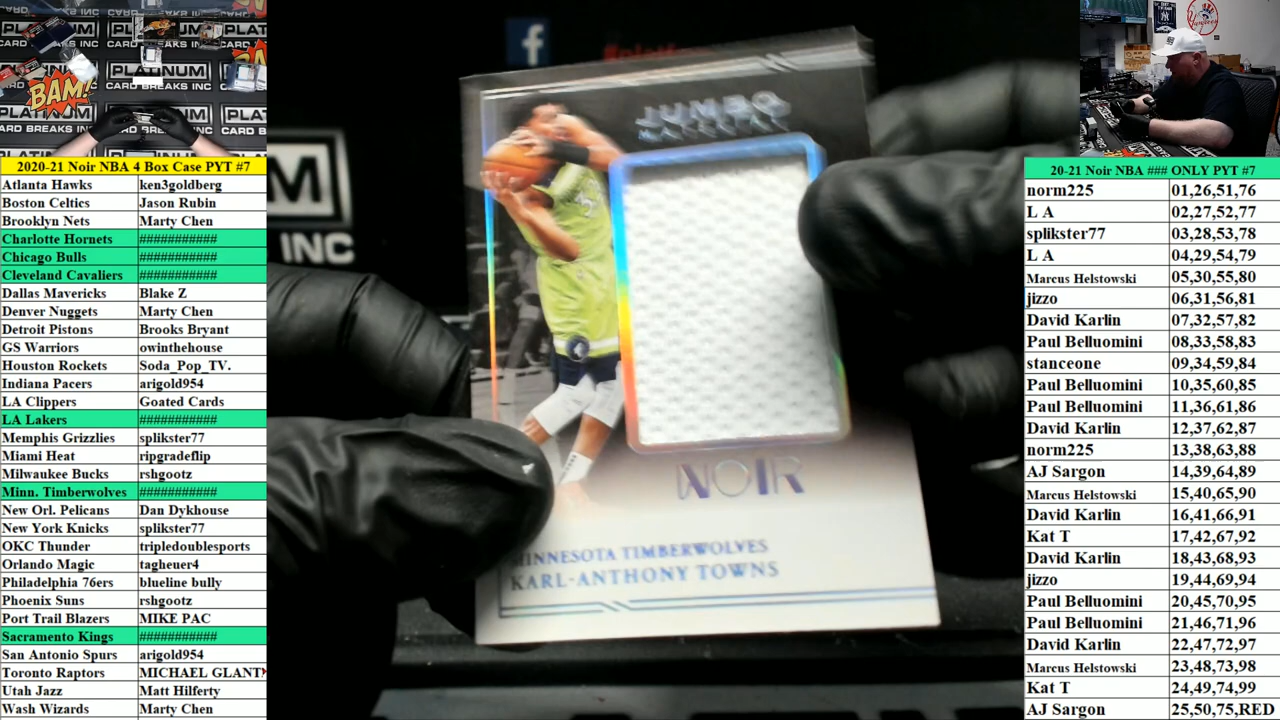 PLATINUM
CARD BREAKS INC
BAM!
2020-21 Noir NBA 4 Box Case PYT #7
Atlanta Hawks ken3goldberg
Boston Celtics Jason Rubin
Brooklyn Nets Marty Chen
Charlotte Hornets ###########
Chicago Bulls ###########
Cleveland Cavaliers ###########
Dallas Mavericks Blake Z
Denver Nuggets Marty Chen
Detroit Pistons Brooks Bryant
GS Warriors owinthehouse
Houston Rockets Soda_Pop_TV.
Indiana Pacers arigold954
LA Clippers Goated Cards
LA Lakers ###########
Memphis Grizzlies splikster77
Miami Heat ripgradeflip
Milwaukee Bucks rshgootz
Minn. Timberwolves ###########
New Orl. Pelicans Dan Dykhouse
New York Knicks splikster77
OKC Thunder tripledoublesports
Orlando Magic tagheuer4
Philadelphia 76ers blueline bully
Phoenix Suns rshgootz
Port Trail Blazers MIKE PAC
Sacramento Kings ###########
San Antonio Spurs arigold954
Toronto Raptors MICHAEL GLANT
Utah Jazz Matt Hilferty
Wash Wizards Marty Chen
f
M
INC
JUMBO
MATERIAL
NOIR
MINNESOTA TIMBERWOLVES
KARL-ANTHONY TOWNS
20-21 Noir NBA ### ONLY PYT #7
norm225 01,26,51,76
L A 02,27,52,77
splikster77 03,28,53,78
L A 04,29,54,79
Marcus Helstowski 05,30,55,80
jizzo 06,31,56,81
David Karlin 07,32,57,82
Paul Belluomini 08,33,58,83
stanceone 09,34,59,84
Paul Belluomini 10,35,60,85
Paul Belluomini 11,36,61,86
David Karlin 12,37,62,87
norm225 13,38,63,88
AJ Sargon 14,39,64,89
Marcus Helstowski 15,40,65,90
David Karlin 16,41,66,91
Kat T 17,42,67,92
David Karlin 18,43,68,93
jizzo 19,44,69,94
Paul Belluomini 20,45,70,95
Paul Belluomini 21,46,71,96
David Karlin 22,47,72,97
Marcus Helstowski 23,48,73,98
Kat T 24,49,74,99
AJ Sargon 25,50,75,RED